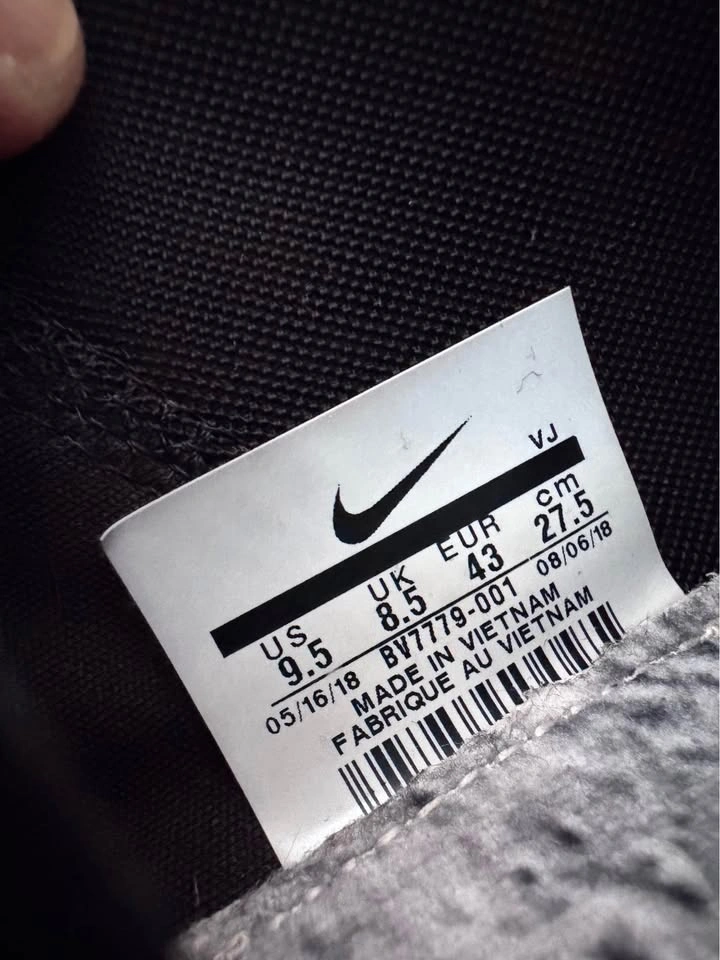 VJ
US UK EUR cm
9.5 8.5 43 27.5
05/16/18 BV7779-001 08/06/18
MADE IN VIETNAM
FABRIQUE AU VIETNAM